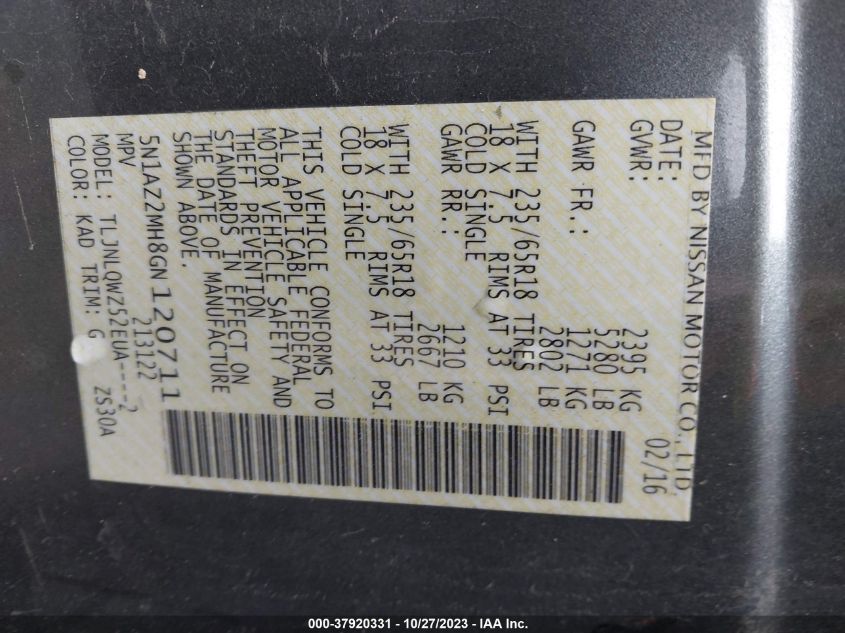 MFD BY NISSAN MOTOR CO., LTD.
DATE: 02/16
GVWR: 2395 KG
5280 LB
GAWR FR.: 1271 KG
2802 LB
WITH 235/65R18 TIRES
18 X 7.5 RIMS AT 33 PSI
COLD SINGLE
GAWR RR.: 1210 KG
2667 LB
WITH 235/65R18 TIRES
18 X 7.5 RIMS AT 33 PSI
COLD SINGLE
THIS VEHICLE CONFORMS TO
ALL APPLICABLE FEDERAL
MOTOR VEHICLE SAFETY AND
THEFT PREVENTION
STANDARDS IN EFFECT ON
THE DATE OF MANUFACTURE
SHOWN ABOVE.
5N1AZ2MH8GN120711
MPV 213122
MODEL: TLJNLQWZ52EUA----2
COLOR: KAD TRIM: G ZS30A
000-37920331 - 10/27/2023 - IAA Inc.